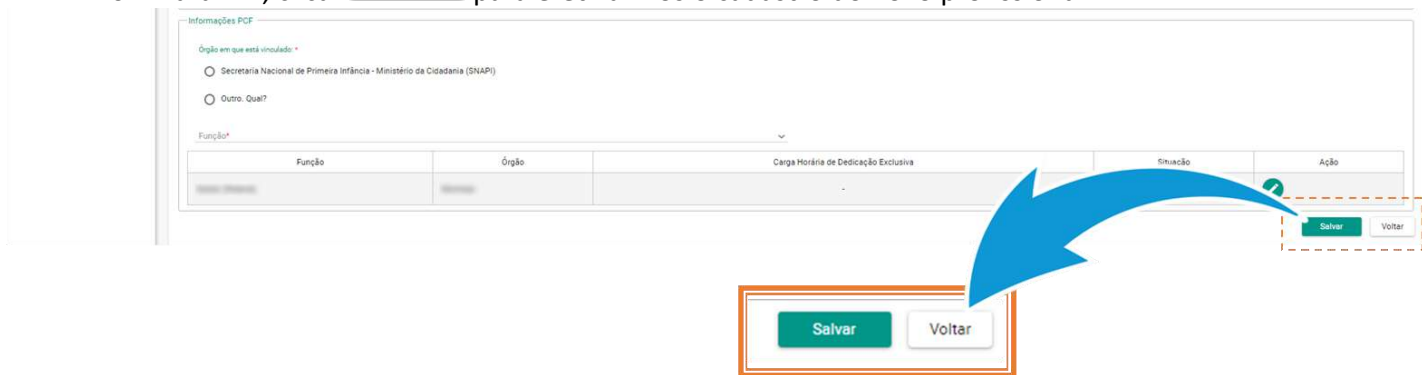 Informações PCF
Órgão em que está vinculado: *
Secretaria Nacional de Primeira Infância - Ministério da Cidadania (SNAPI)
Outro. Qual?
Função*
Função Órgão Carga Horária de Dedicação Exclusiva Situação Ação
-
Salvar Voltar
Salvar Voltar